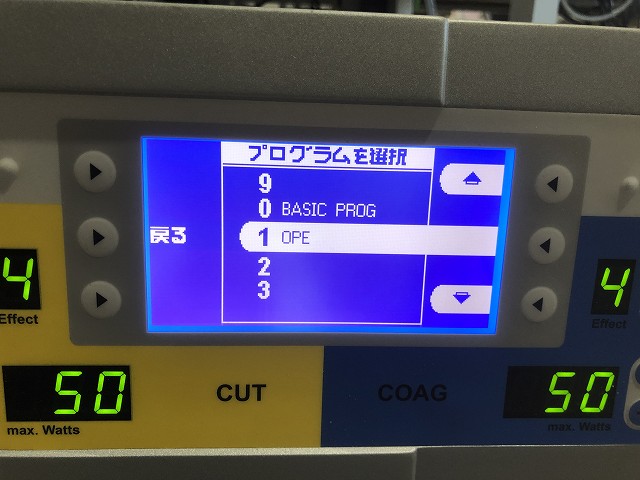 プログラムを選択
9
0 BASIC PROG
戻る
1 OPE
2
3
4
Effect
4
Effect
50
CUT
COAG
50
max. Watts
max. Watts